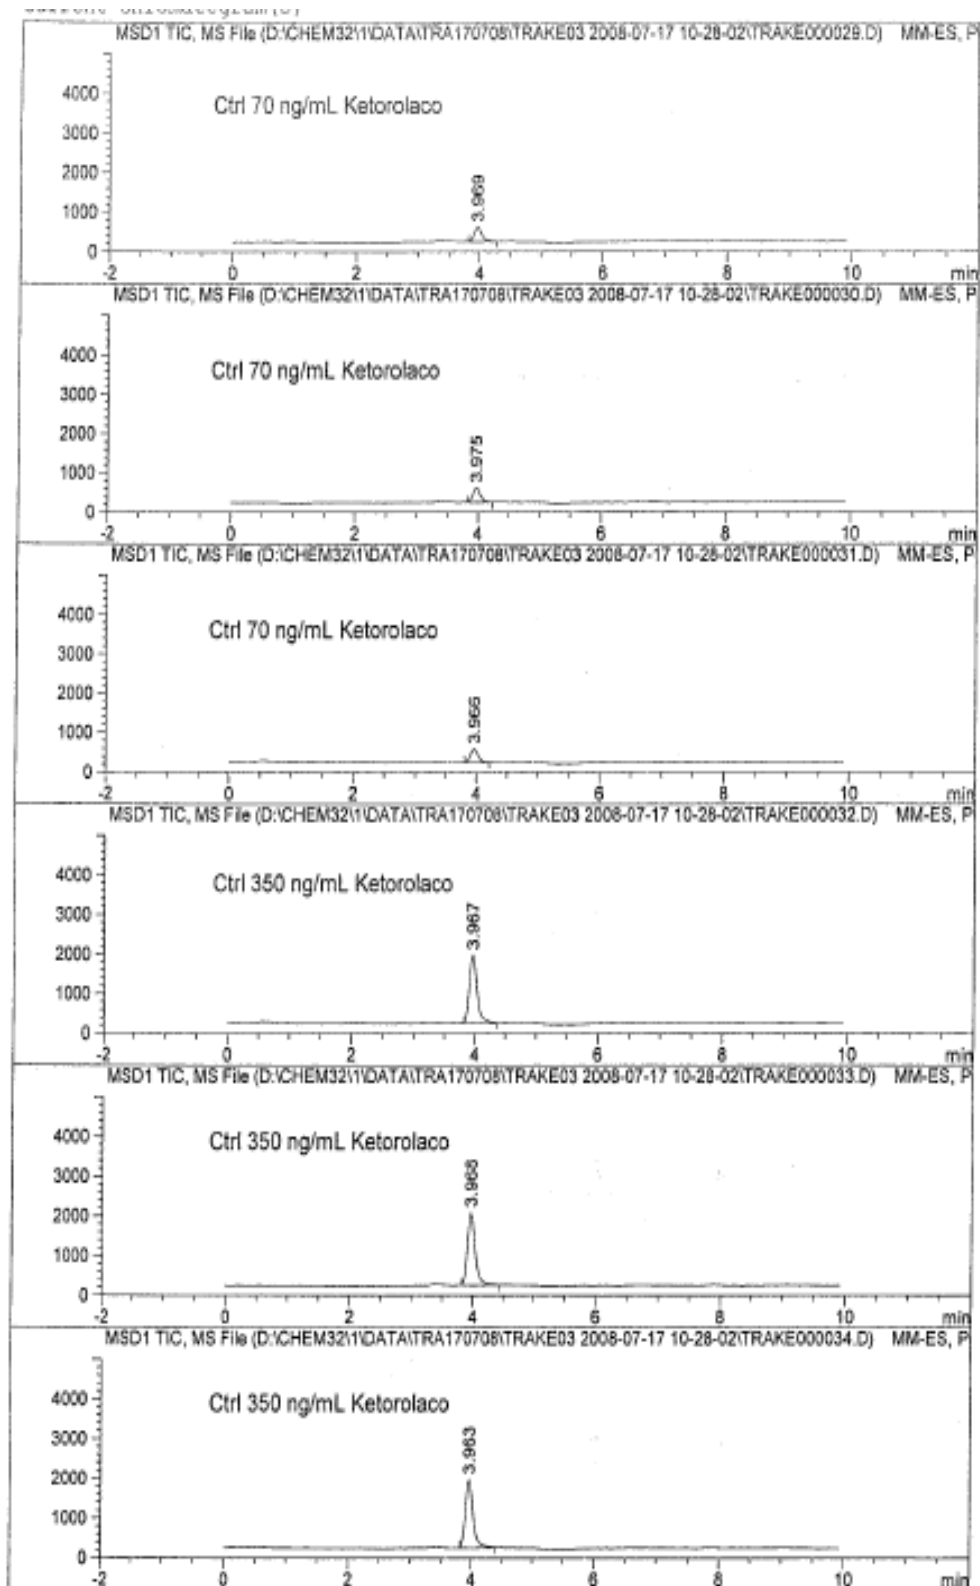 MSD1 TIC, MS File (D:\CHEM32\1\DATA\TRA170708\TRAKE03 2008-07-17 10-28-02\TRAKE000029.D) MM-ES, P
4000
Ctrl 70 ng/mL Ketorolaco
3000
2000
3.969
1000
0
-2 0 2 4 6 8 10 min
MSD1 TIC, MS File (D:\CHEM32\1\DATA\TRA170708\TRAKE03 2008-07-17 10-28-02\TRAKE000030.D) MM-ES, P
4000
Ctrl 70 ng/mL Ketorolaco
3000
2000
3.975
1000
0
-2 0 2 4 6 8 10 min
MSD1 TIC, MS File (D:\CHEM32\1\DATA\TRA170708\TRAKE03 2008-07-17 10-28-02\TRAKE000031.D) MM-ES, P
4000
Ctrl 70 ng/mL Ketorolaco
3000
2000
3.966
1000
0
-2 0 2 4 6 8 10 min
MSD1 TIC, MS File (D:\CHEM32\1\DATA\TRA170708\TRAKE03 2008-07-17 10-28-02\TRAKE000032.D) MM-ES, P
4000
Ctrl 350 ng/mL Ketorolaco
3000
3.967
2000
1000
0
-2 0 2 4 6 8 10 min
MSD1 TIC, MS File (D:\CHEM32\1\DATA\TRA170708\TRAKE03 2008-07-17 10-28-02\TRAKE000033.D) MM-ES, P
4000
Ctrl 350 ng/mL Ketorolaco
3000
3.968
2000
1000
0
-2 0 2 4 6 8 10 min
MSD1 TIC, MS File (D:\CHEM32\1\DATA\TRA170708\TRAKE03 2008-07-17 10-28-02\TRAKE000034.D) MM-ES, P
4000
Ctrl 350 ng/mL Ketorolaco
3000
3.963
2000
1000
0
-2 0 2 4 6 8 10 min